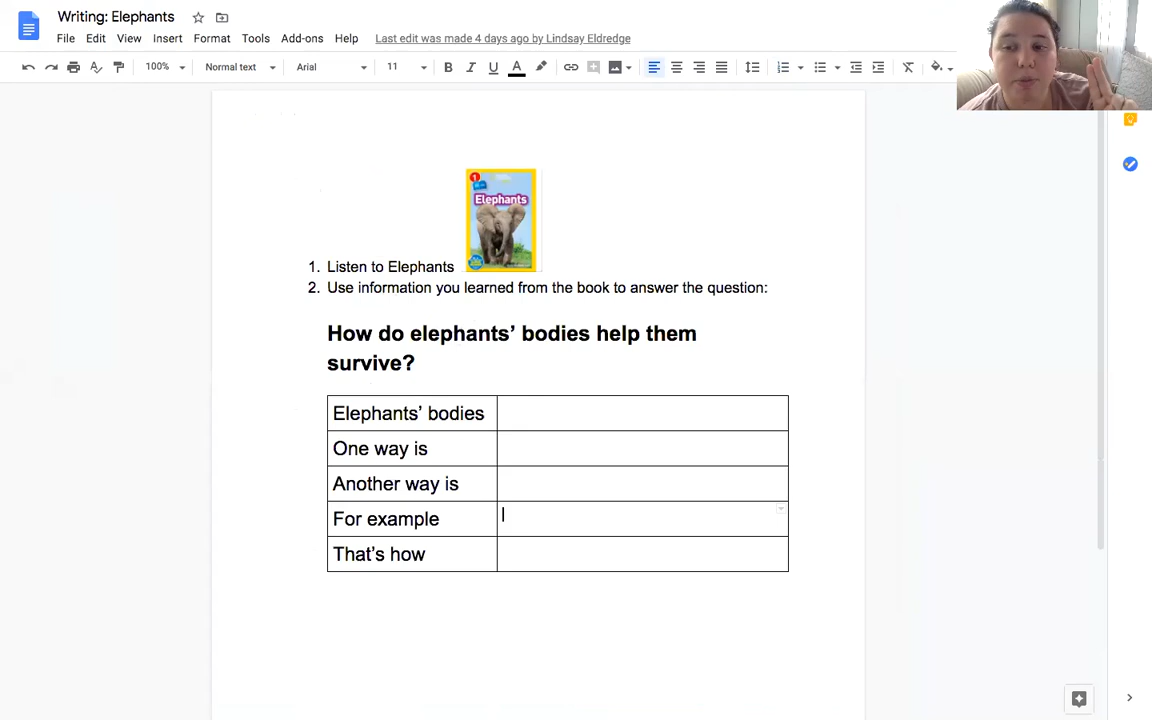 Writing: Elephants
File Edit View Insert Format Tools Add-ons Help Last edit was made 4 days ago by Lindsay Eldredge
100% Normal text Arial 11 B I U A
1
Elephants
1. Listen to Elephants
2. Use information you learned from the book to answer the question:
How do elephants’ bodies help them
survive?
Elephants’ bodies
One way is
Another way is
For example
That’s how